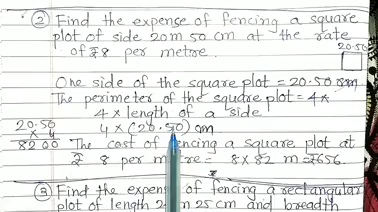 ② Find the expense of fencing a square
plot of side 20m 50 cm at the rate
of ₹8 per metre.
20.50
One side of the square plot = 20.50
The perimeter of the square plot = 4×
4 × length of a side
20.50
× 4
8200
4 × (20.50) cm
The cost of fencing a square plot at
₹ 8 per metre = 8 × 82 m = ₹656.
③ Find the expense of fencing a rectangular
plot of length 25 cm and breadth